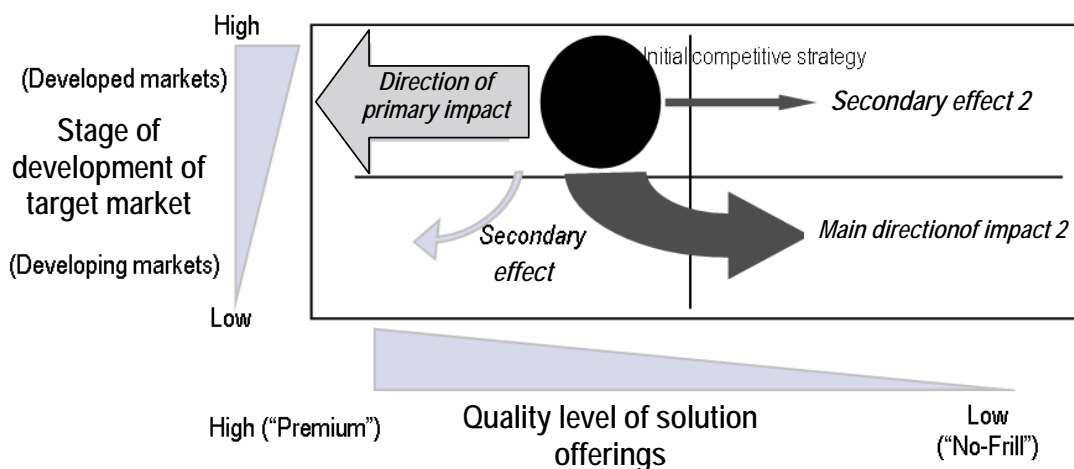 High
(Developed markets)
Stage of
development of
target market
(Developing markets)
Low
Direction of
primary impact
Initial competitive strategy
Secondary effect 2
Secondary
effect
Main directionof impact 2
High (“Premium”)
Quality level of solution
offerings
Low
(“No-Frill”)